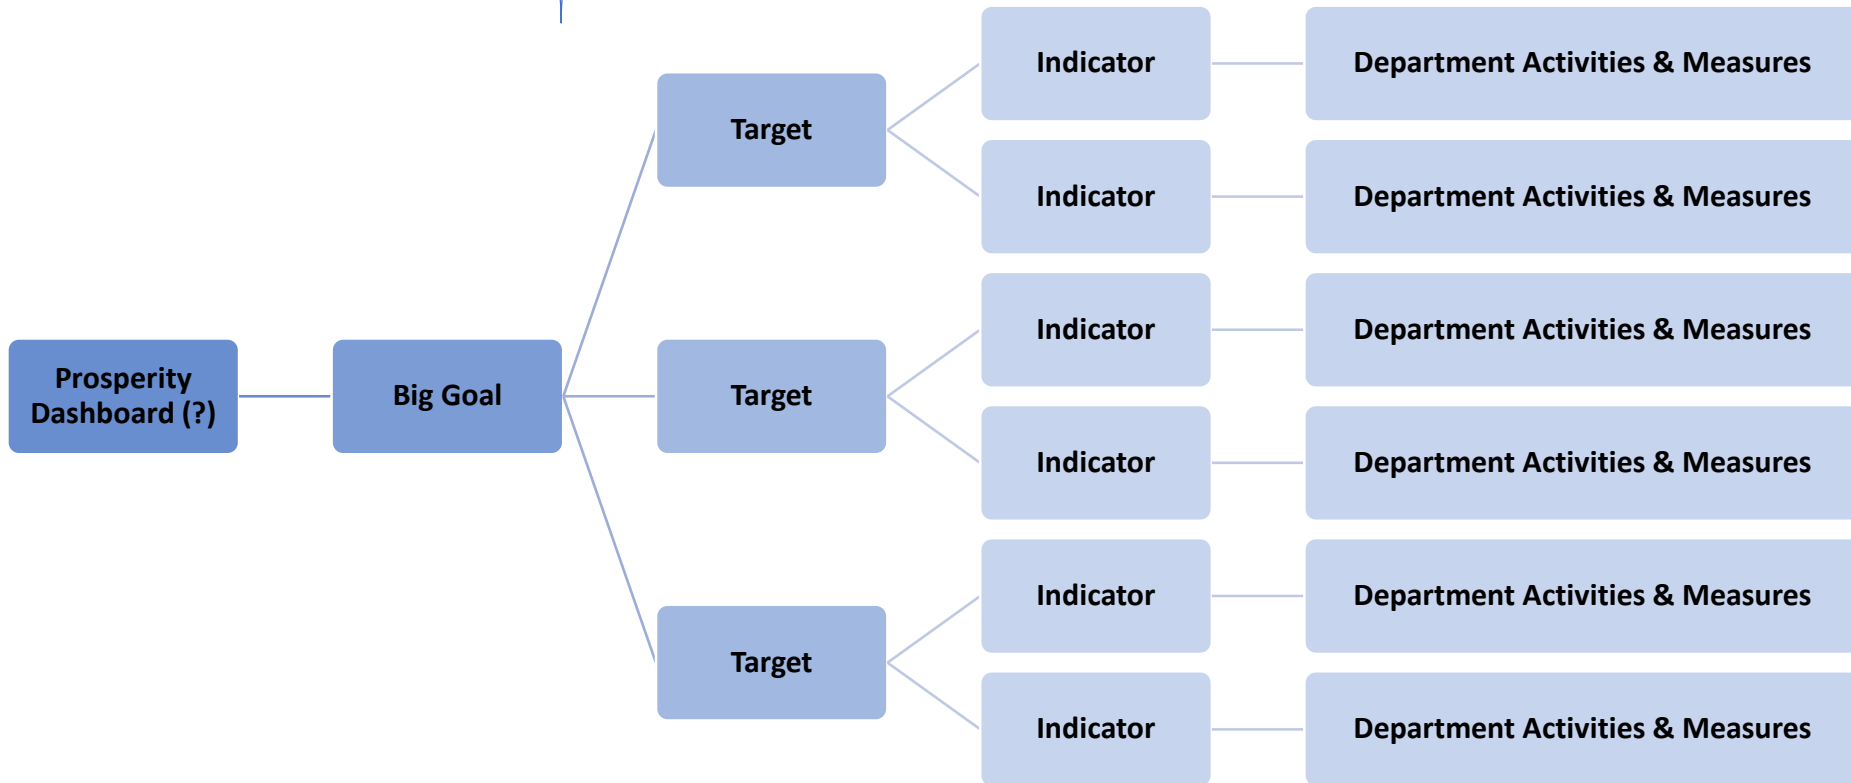 Prosperity
Dashboard (?)
Big Goal
Target
Indicator
Department Activities & Measures
Indicator
Department Activities & Measures
Target
Indicator
Department Activities & Measures
Indicator
Department Activities & Measures
Target
Indicator
Department Activities & Measures
Indicator
Department Activities & Measures